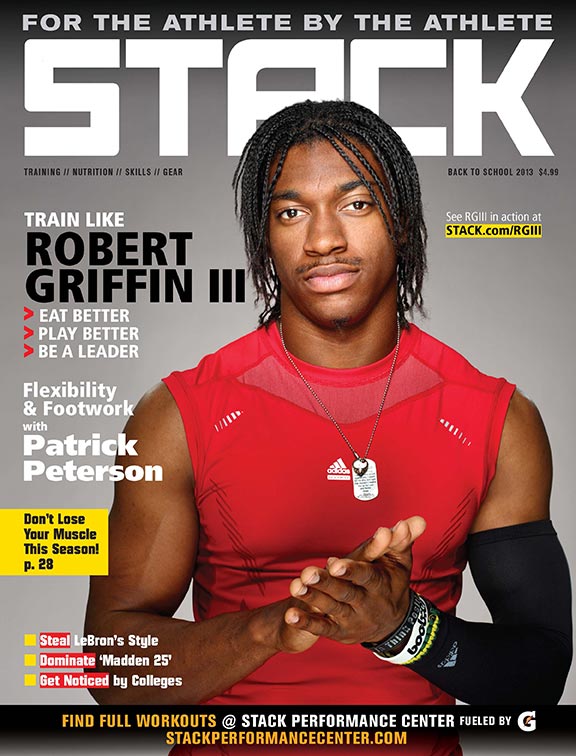 FOR THE ATHLETE BY THE ATHLETE
STACK
TRAINING // NUTRITION // SKILLS // GEAR
BACK TO SCHOOL 2013 $4.99
TRAIN LIKE
ROBERT
GRIFFIN III
> EAT BETTER
> PLAY BETTER
> BE A LEADER
See RGIII in action at
STACK.com/RGIII
Flexibility
& Footwork
with
Patrick
Peterson
adidas
Don't Lose
Your Muscle
This Season!
p. 28
Steal LeBron's Style
Dominate 'Madden 25'
Get Noticed by Colleges
FIND FULL WORKOUTS @ STACK PERFORMANCE CENTER FUELED BY G
STACKPERFORMANCECENTER.COM